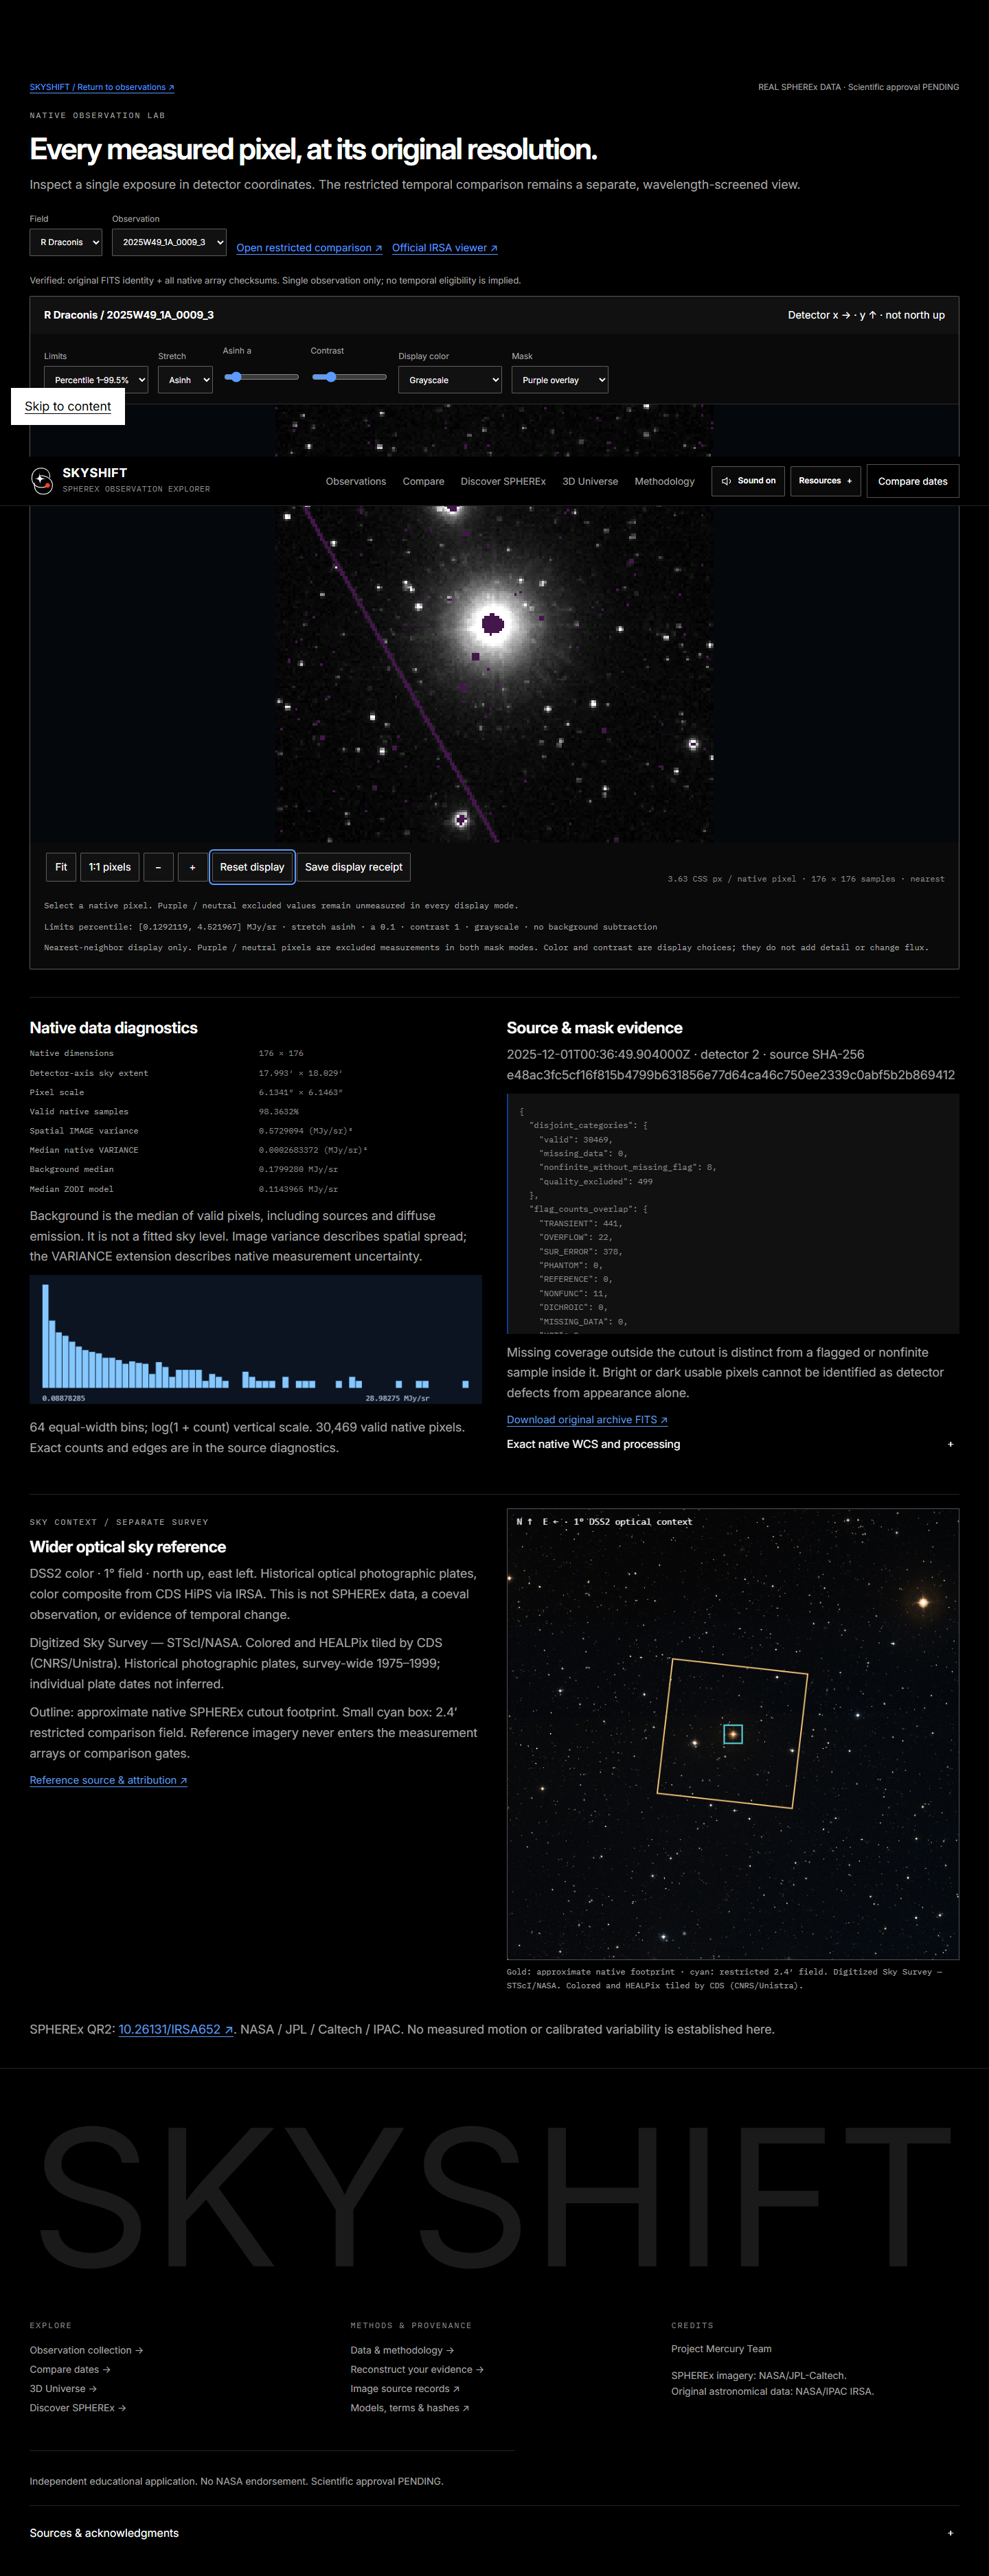 SKYSHIFT / Return to observations ↗
REAL SPHEREx DATA · Scientific approval PENDING
NATIVE OBSERVATION LAB
Every measured pixel, at its original resolution.
Inspect a single exposure in detector coordinates. The restricted temporal comparison remains a separate, wavelength-screened view.
Field
Observation
R Draconis
2025W49_1A_0009_3
Open restricted comparison ↗
Official IRSA viewer ↗
Verified: original FITS identity + all native array checksums. Single observation only; no temporal eligibility is implied.
R Draconis / 2025W49_1A_0009_3
Detector x → · y ↑ · not north up
Limits
Stretch
Asinh a
Contrast
Display color
Mask
Percentile 1–99.5%
Asinh
Grayscale
Purple overlay
Skip to content
SKYSHIFT
SPHEREX OBSERVATION EXPLORER
Observations
Compare
Discover SPHEREx
3D Universe
Methodology
Sound on
Resources +
Compare dates
Fit
1:1 pixels
−
+
Reset display
Save display receipt
3.63 CSS px / native pixel · 176 × 176 samples · nearest
Select a native pixel. Purple / neutral excluded values remain unmeasured in every display mode.
Limits percentile: [0.1292119, 4.521967] MJy/sr · stretch asinh · a 0.1 · contrast 1 · grayscale · no background subtraction
Nearest-neighbor display only. Purple / neutral pixels are excluded measurements in both mask modes. Color and contrast are display choices; they do not add detail or change flux.
Native data diagnostics
Native dimensions 176 × 176
Detector-axis sky extent 17.993′ × 18.029′
Pixel scale 6.1341″ × 6.1463″
Valid native samples 98.3632%
Spatial IMAGE variance 0.5729094 (MJy/sr)²
Median native VARIANCE 0.0002683372 (MJy/sr)²
Background median 0.1799280 MJy/sr
Median ZODI model 0.1143965 MJy/sr
Background is the median of valid pixels, including sources and diffuse
emission. It is not a fitted sky level. Image variance describes spatial spread;
the VARIANCE extension describes native measurement uncertainty.
0.08878285
28.98275 MJy/sr
64 equal-width bins; log(1 + count) vertical scale. 30,469 valid native pixels.
Exact counts and edges are in the source diagnostics.
Source & mask evidence
2025-12-01T00:36:49.904000Z · detector 2 · source SHA-256
e48ac3fc5cf16f815b4799b631856e77d64ca46c750ee2339c0abf5b2b869412
{
"disjoint_categories": {
"valid": 30469,
"missing_data": 0,
"nonfinite_without_missing_flag": 8,
"quality_excluded": 499
},
"flag_counts_overlap": {
"TRANSIENT": 441,
"OVERFLOW": 22,
"SUR_ERROR": 378,
"PHANTOM": 0,
"REFERENCE": 0,
"NONFUNC": 11,
"DICHROIC": 0,
"MISSING_DATA": 0,
Missing coverage outside the cutout is distinct from a flagged or nonfinite
sample inside it. Bright or dark usable pixels cannot be identified as detector
defects from appearance alone.
Download original archive FITS ↗
Exact native WCS and processing +
SKY CONTEXT / SEPARATE SURVEY
Wider optical sky reference
DSS2 color · 1° field · north up, east left. Historical optical photographic plates,
color composite from CDS HiPS via IRSA. This is not SPHEREx data, a coeval
observation, or evidence of temporal change.
Digitized Sky Survey — STScI/NASA. Colored and HEALPix tiled by CDS
(CNRS/Unistra). Historical photographic plates, survey-wide 1975–1999;
individual plate dates not inferred.
Outline: approximate native SPHEREx cutout footprint. Small cyan box: 2.4′
restricted comparison field. Reference imagery never enters the measurement
arrays or comparison gates.
Reference source & attribution ↗
N ↑ E ← · 1° DSS2 optical context
Gold: approximate native footprint · cyan: restricted 2.4′ field. Digitized Sky Survey —
STScI/NASA. Colored and HEALPix tiled by CDS (CNRS/Unistra).
SPHEREx QR2: 10.26131/IRSA652 ↗. NASA / JPL / Caltech / IPAC. No measured motion or calibrated variability is established here.
SKYSHIFT
EXPLORE
Observation collection →
Compare dates →
3D Universe →
Discover SPHEREx →
METHODS & PROVENANCE
Data & methodology →
Reconstruct your evidence →
Image source records ↗
Models, terms & hashes ↗
CREDITS
Project Mercury Team
SPHEREx imagery: NASA/JPL-Caltech.
Original astronomical data: NASA/IPAC IRSA.
Independent educational application. No NASA endorsement. Scientific approval PENDING.
Sources & acknowledgments +